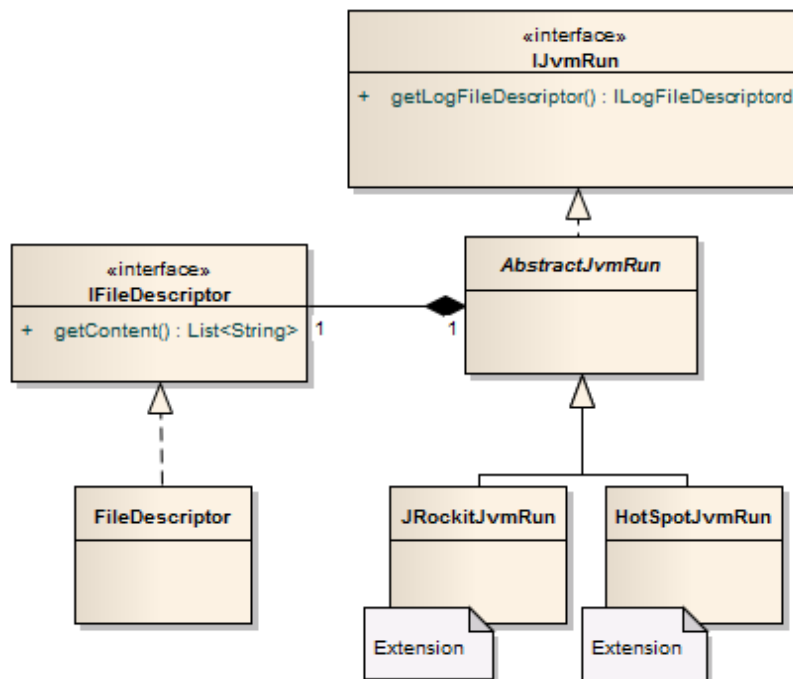 «interface»
IJvmRun
+ getLogFileDescriptor() : ILogFileDescriptord
«interface»
IFileDescriptor
+ getContent() : List<String>
1
1
AbstractJvmRun
FileDescriptor
JRockitJvmRun
HotSpotJvmRun
Extension
Extension